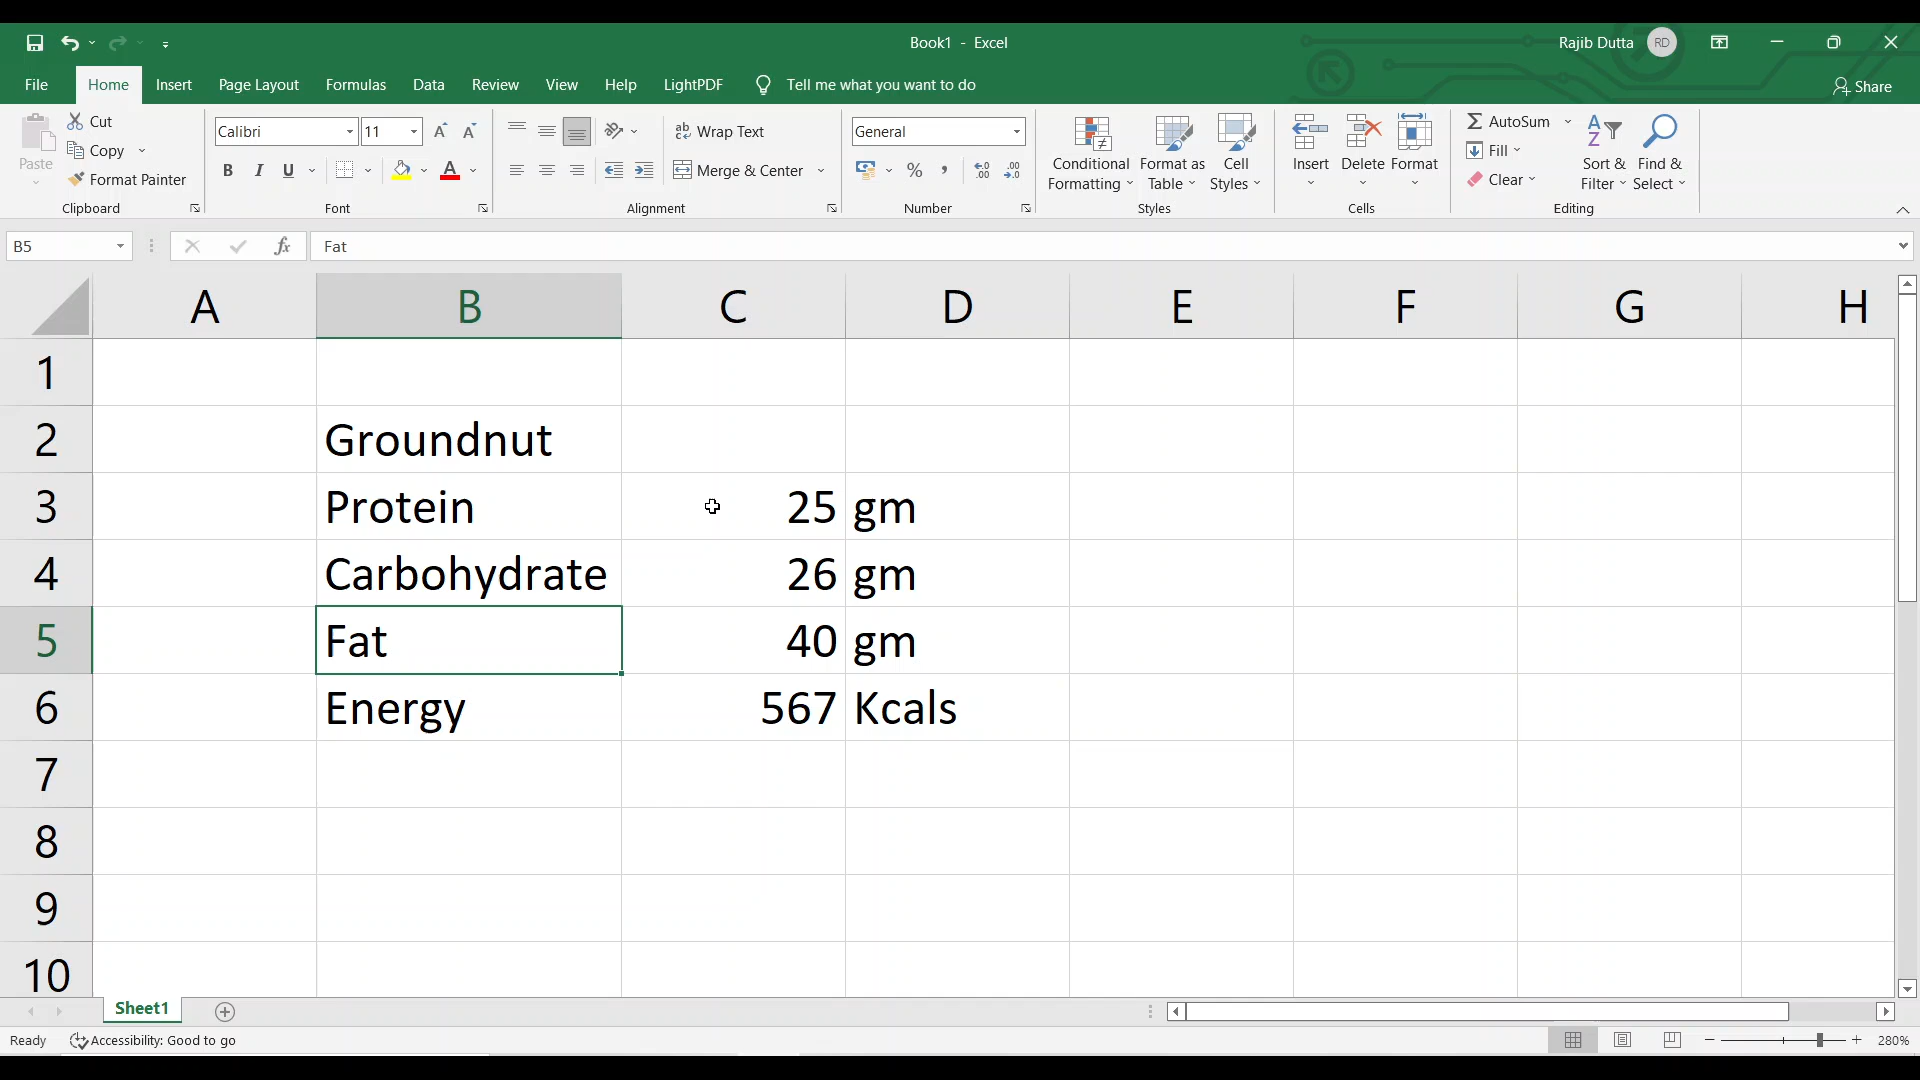 Book1 - Excel
Rajib Dutta RD
File Home Insert Page Layout Formulas Data Review View Help LightPDF Tell me what you want to do Share
Paste
Cut
Copy
Format Painter
Clipboard
Calibri 11
B I U
Font
ab Wrap Text
Merge & Center
Alignment
General
%
Number
Conditional Formatting
Format as Table
Cell Styles
Styles
Insert
Delete
Format
Cells
AutoSum
Fill
Clear
Sort & Filter
Find & Select
Editing
B5 fx Fat
A B C D E F G H
1
2 Groundnut
3 Protein 25 gm
4 Carbohydrate 26 gm
5 Fat 40 gm
6 Energy 567 Kcals
7
8
9
10
Sheet1
Ready Accessibility: Good to go 280%